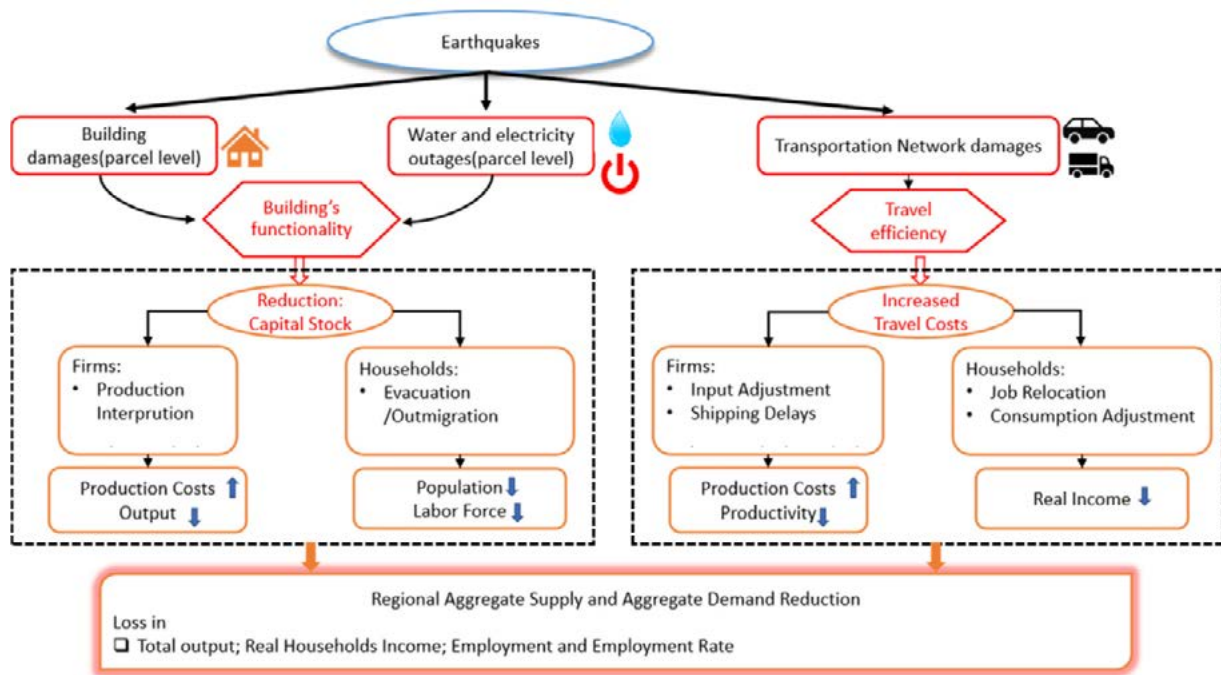 Earthquakes
Building
damages(parcel level)
Water and electricity
outages(parcel level)
Transportation Network damages
Building's
functionality
Travel
efficiency
Reduction:
Capital Stock
Increased
Travel Costs
Firms:
• Production
Interprution
Households:
• Evacuation
/Outmigration
Firms:
• Input Adjustment
• Shipping Delays
Households:
• Job Relocation
• Consumption Adjustment
Production Costs
Output
Population
Labor Force
Production Costs
Productivity
Real Income
Regional Aggregate Supply and Aggregate Demand Reduction
Loss in
❑ Total output; Real Households Income; Employment and Employment Rate